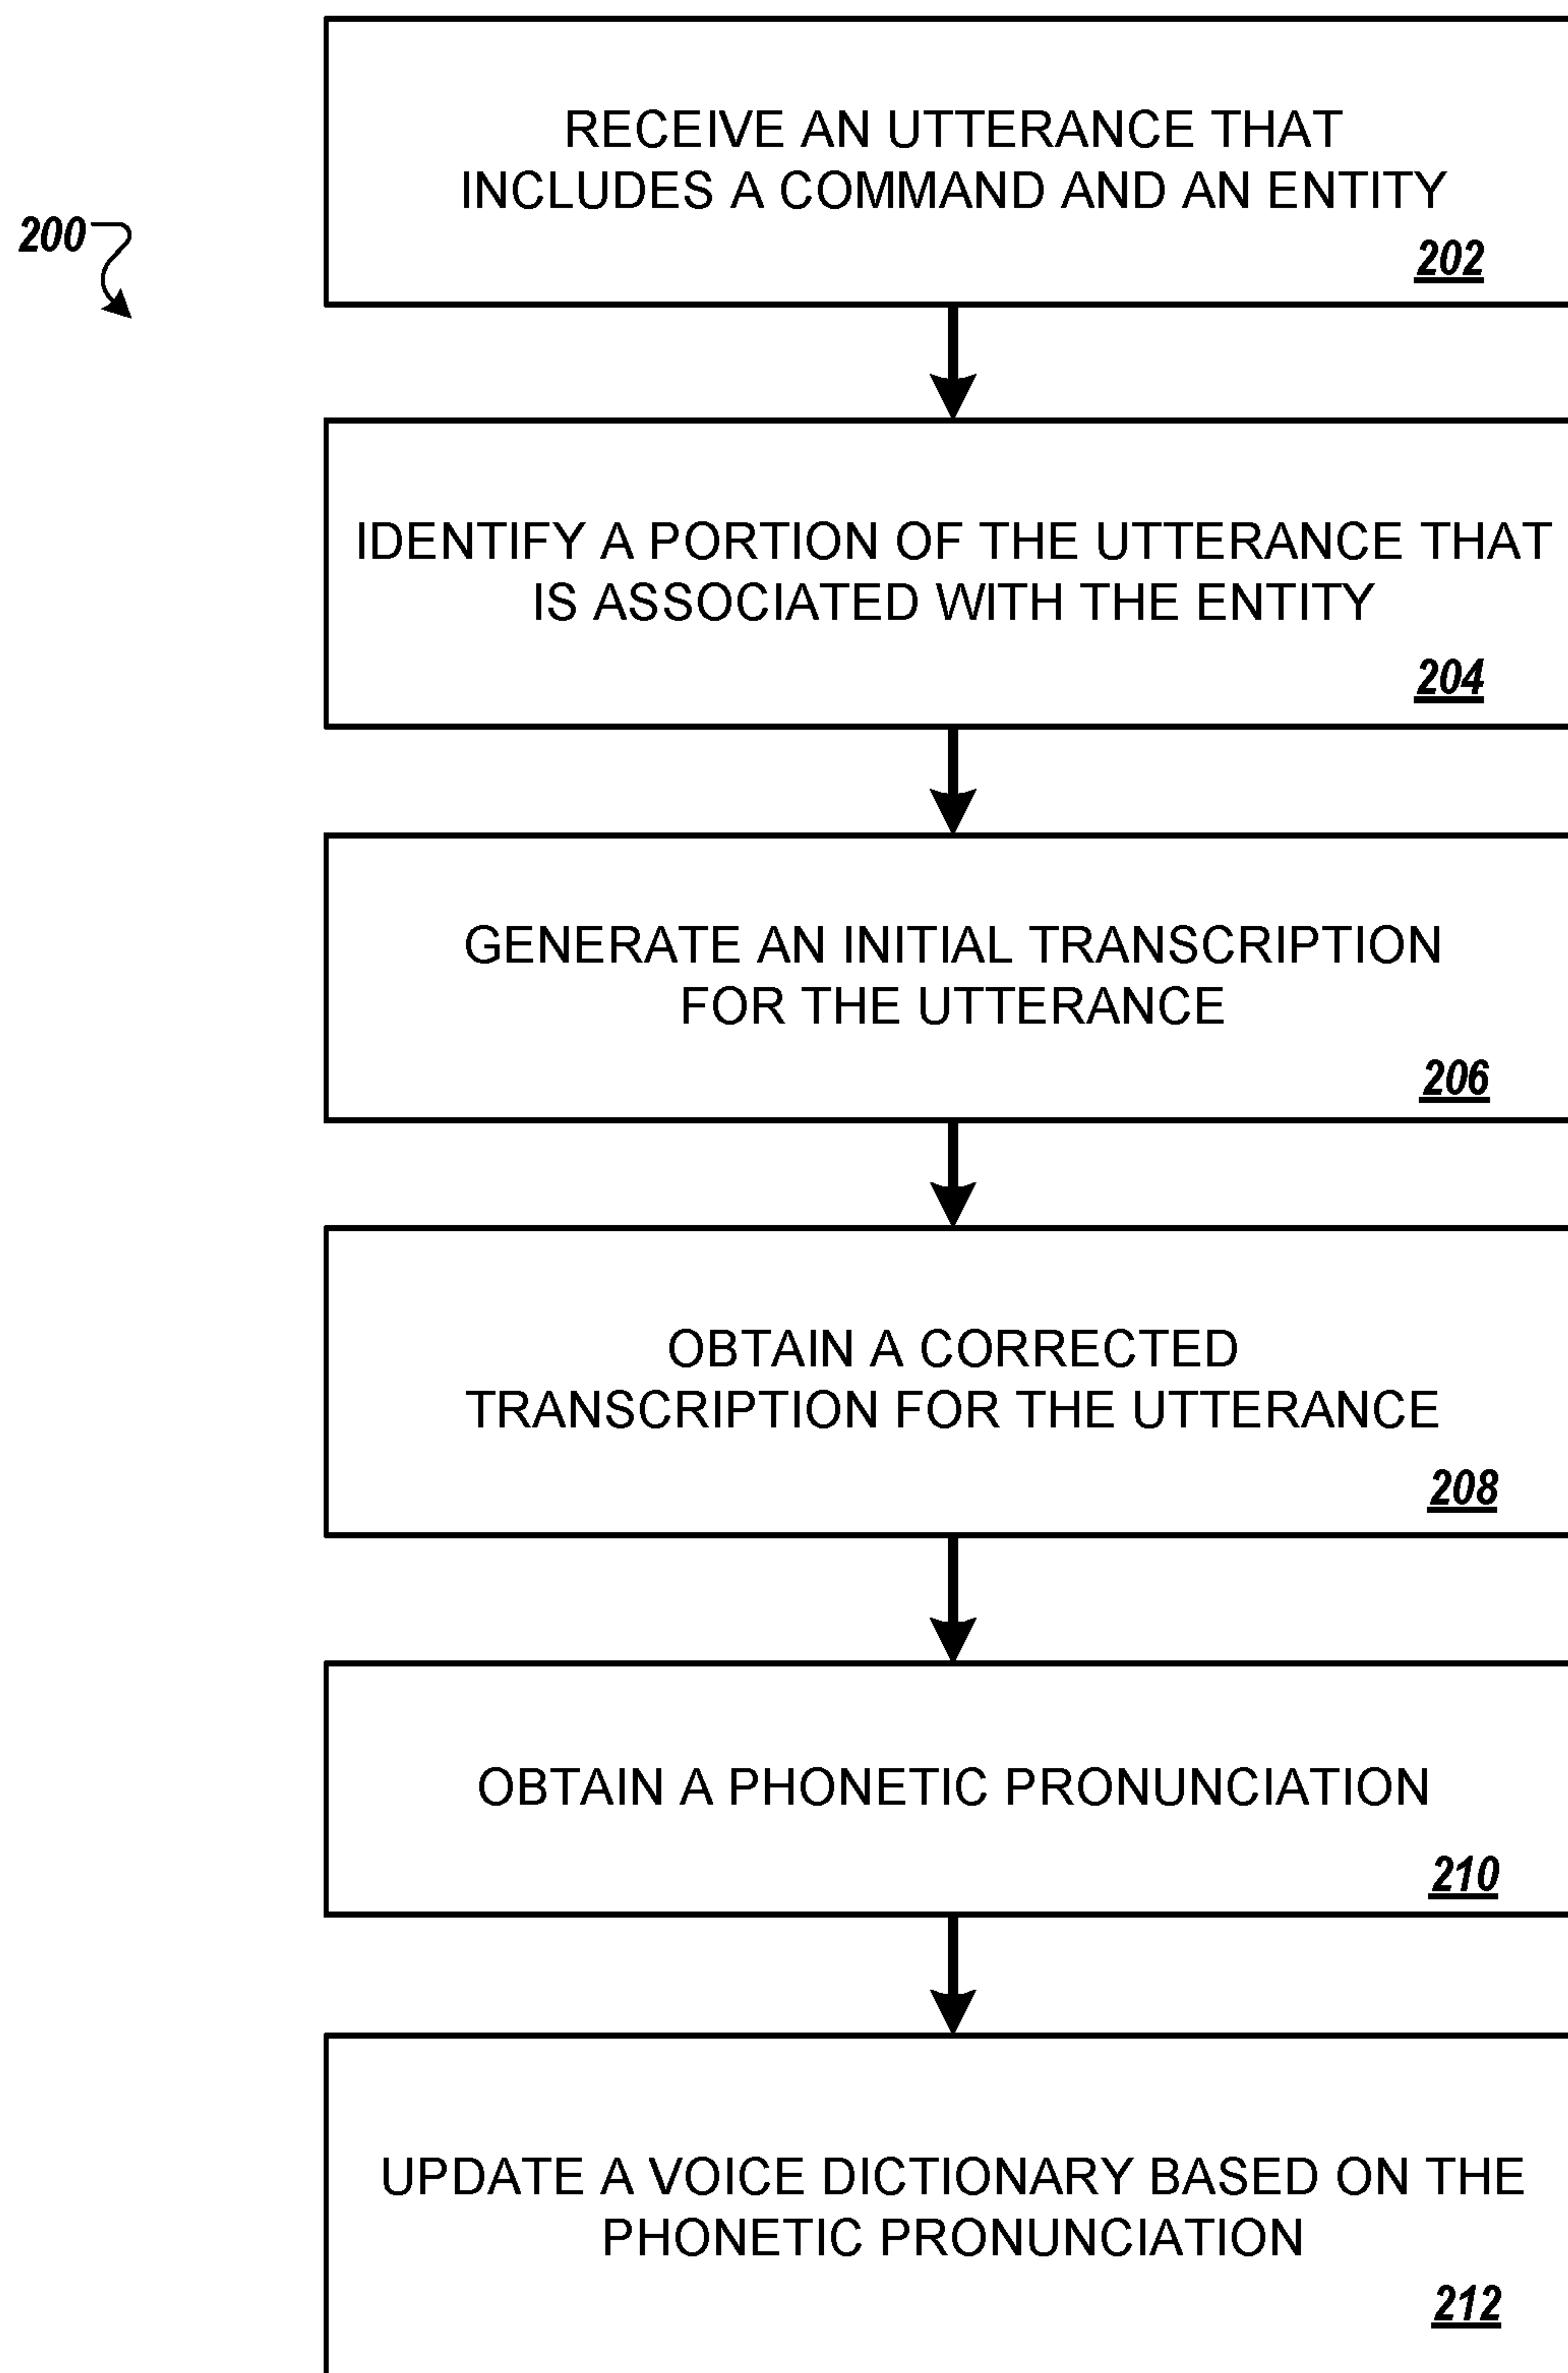 RECEIVE AN UTTERANCE THAT
INCLUDES A COMMAND AND AN ENTITY
202
200
IDENTIFY A PORTION OF THE UTTERANCE THAT
IS ASSOCIATED WITH THE ENTITY
204
GENERATE AN INITIAL TRANSCRIPTION
FOR THE UTTERANCE
206
OBTAIN A CORRECTED
TRANSCRIPTION FOR THE UTTERANCE
208
OBTAIN A PHONETIC PRONUNCIATION
210
UPDATE A VOICE DICTIONARY BASED ON THE
PHONETIC PRONUNCIATION
212